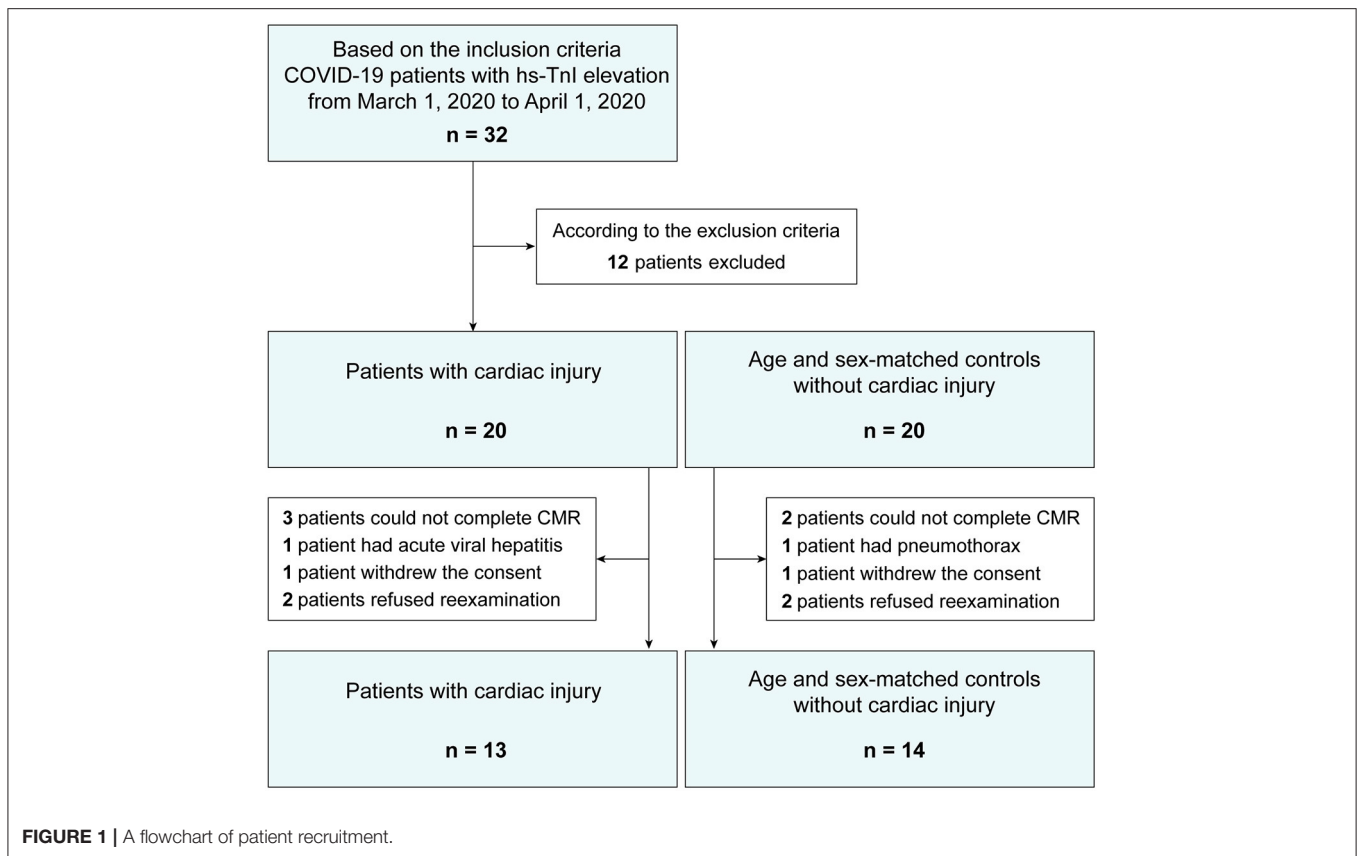 Based on the inclusion criteria
COVID-19 patients with hs-TnI elevation
from March 1, 2020 to April 1, 2020
n = 32
According to the exclusion criteria
12 patients excluded
Patients with cardiac injury
n = 20
Age and sex-matched controls
without cardiac injury
n = 20
3 patients could not complete CMR
1 patient had acute viral hepatitis
1 patient withdrew the consent
2 patients refused reexamination
2 patients could not complete CMR
1 patient had pneumothorax
1 patient withdrew the consent
2 patients refused reexamination
Patients with cardiac injury
n = 13
Age and sex-matched controls
without cardiac injury
n = 14
FIGURE 1 | A flowchart of patient recruitment.